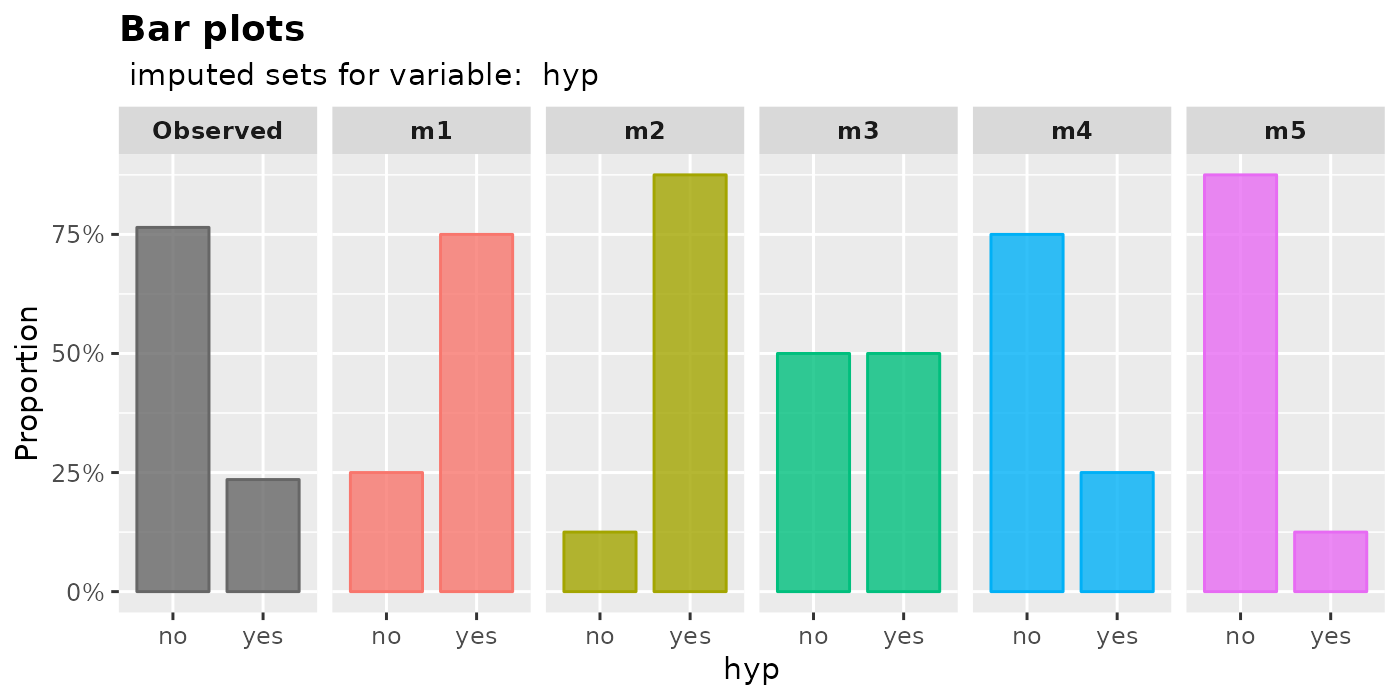 Bar plots
imputed sets for variable:  hyp
Observed m1 m2 m3 m4 m5
Proportion
75%
50%
25%
0%
no yes no yes no yes no yes no yes no yes
hyp